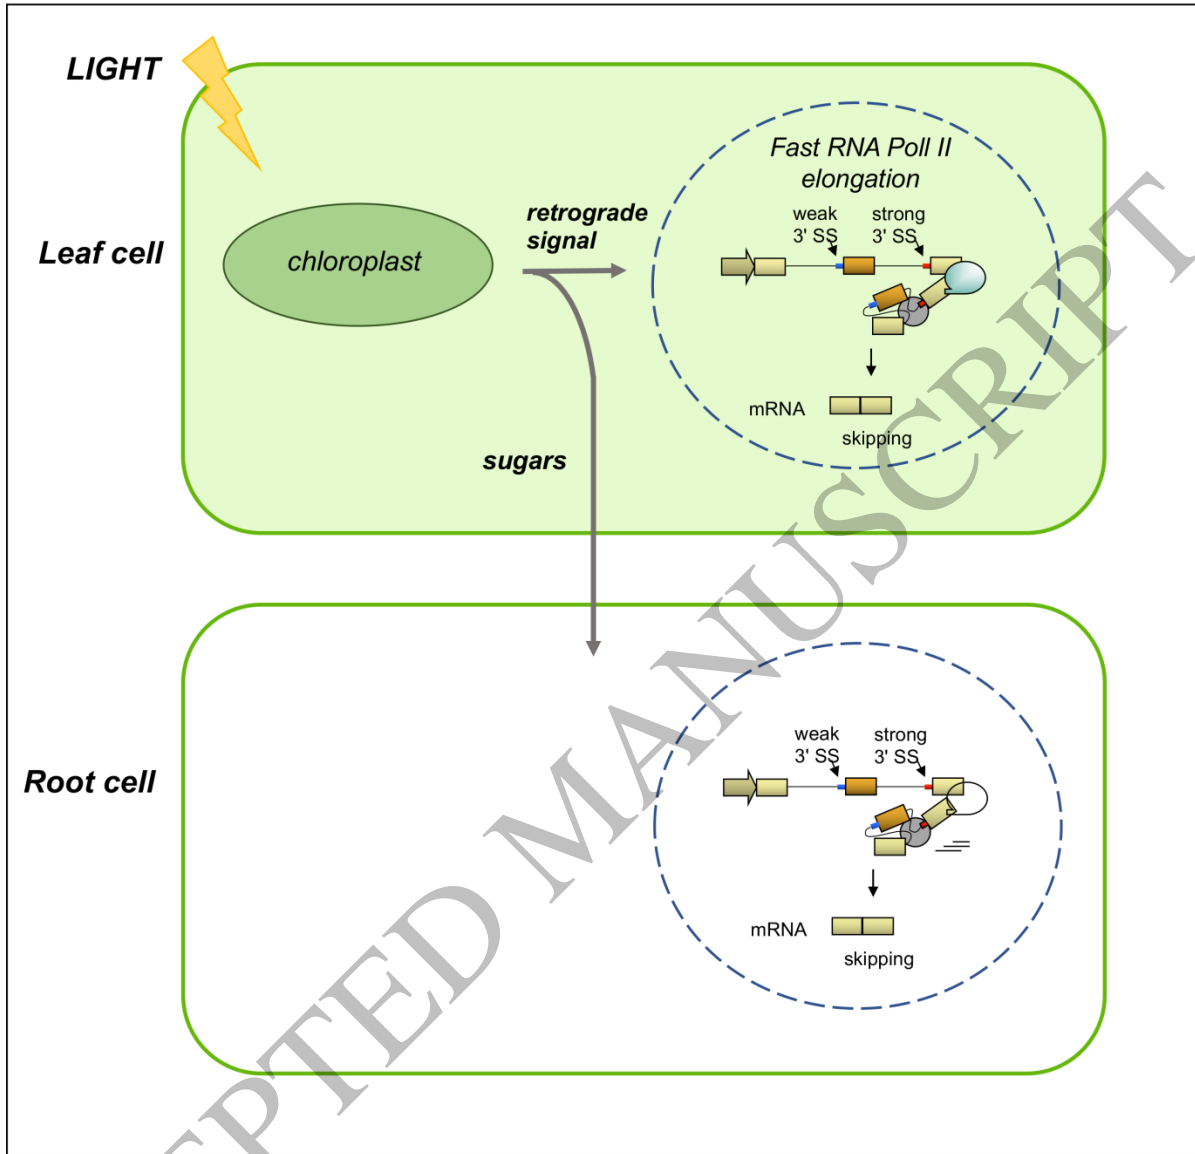 LIGHT
Leaf cell
chloroplast
retrograde
signal
sugars
Fast RNA Poll II
elongation
weak
3' SS
strong
3' SS
mRNA
skipping
Root cell
weak
3' SS
strong
3' SS
mRNA
skipping
PTED MANUSCRIPT